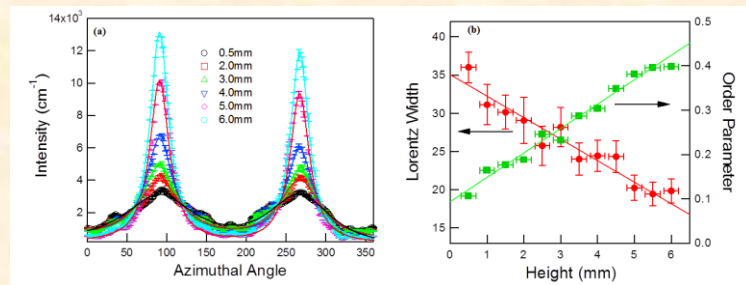 (a)
14x10³
12
10
8
6
4
2
Intensity (cm⁻¹)
0.5mm
2.0mm
3.0mm
4.0mm
5.0mm
6.0mm
0 50 100 150 200 250 300 350
Azimuthal Angle
(b)
40
35
30
25
20
15
Lorentz Width
0.5
0.4
0.3
0.2
0.1
0.0
Order Parameter
0 1 2 3 4 5 6
Height (mm)